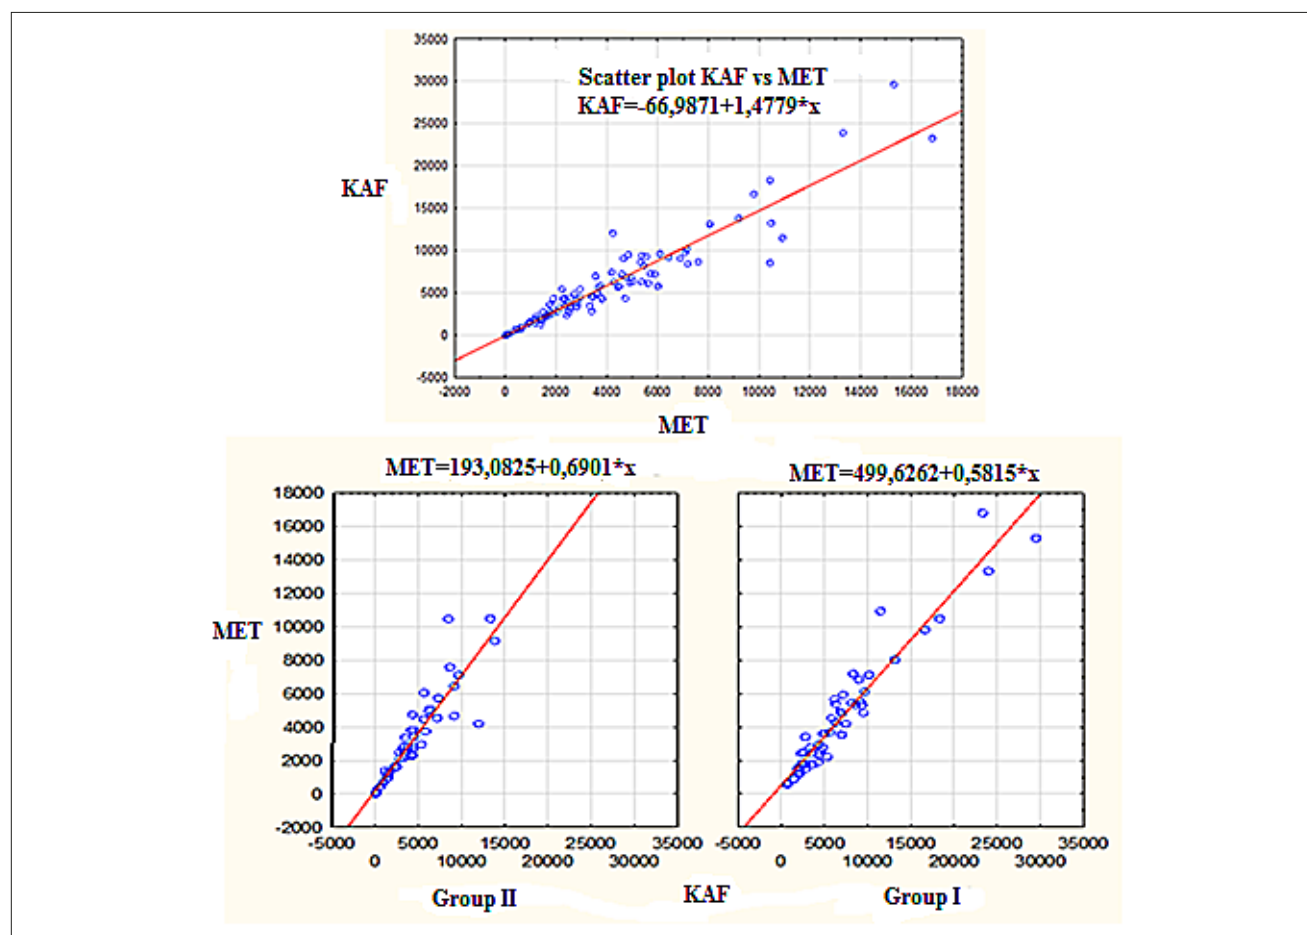 35000
30000
25000
20000
15000
10000
5000
0
-5000
Scatter plot KAF vs MET
KAF=-66,9871+1,4779*x
KAF
-2000 0 2000 4000 6000 8000 10000 12000 14000 16000 18000
MET
MET=193,0825+0,6901*x
MET=499,6262+0,5815*x
18000
16000
14000
12000
10000
8000
6000
4000
2000
0
-2000
MET
-5000 5000 15000 25000 35000
0 10000 20000 30000
-5000 5000 15000 25000 35000
0 10000 20000 30000
Group II
KAF
Group I